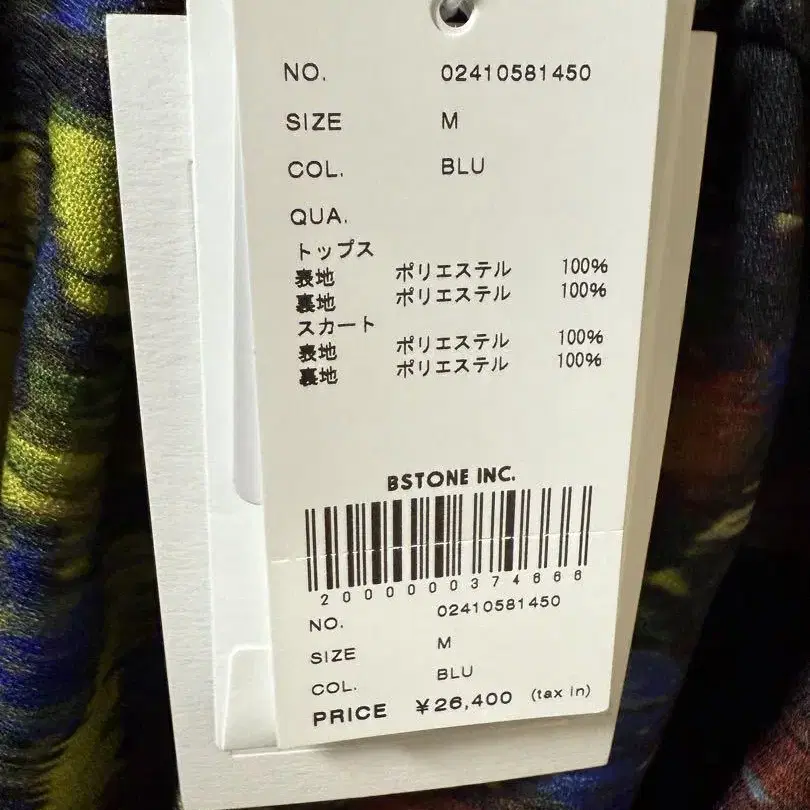 NO. 02410581450
SIZE M
COL. BLU
QUA.
トップス
表地 ポリエステル 100%
裏地 ポリエステル 100%
スカート
表地 ポリエステル 100%
裏地 ポリエステル 100%
BSTONE INC.
2000000374666
NO. 02410581450
SIZE M
COL. BLU
PRICE ¥26,400 (tax in)